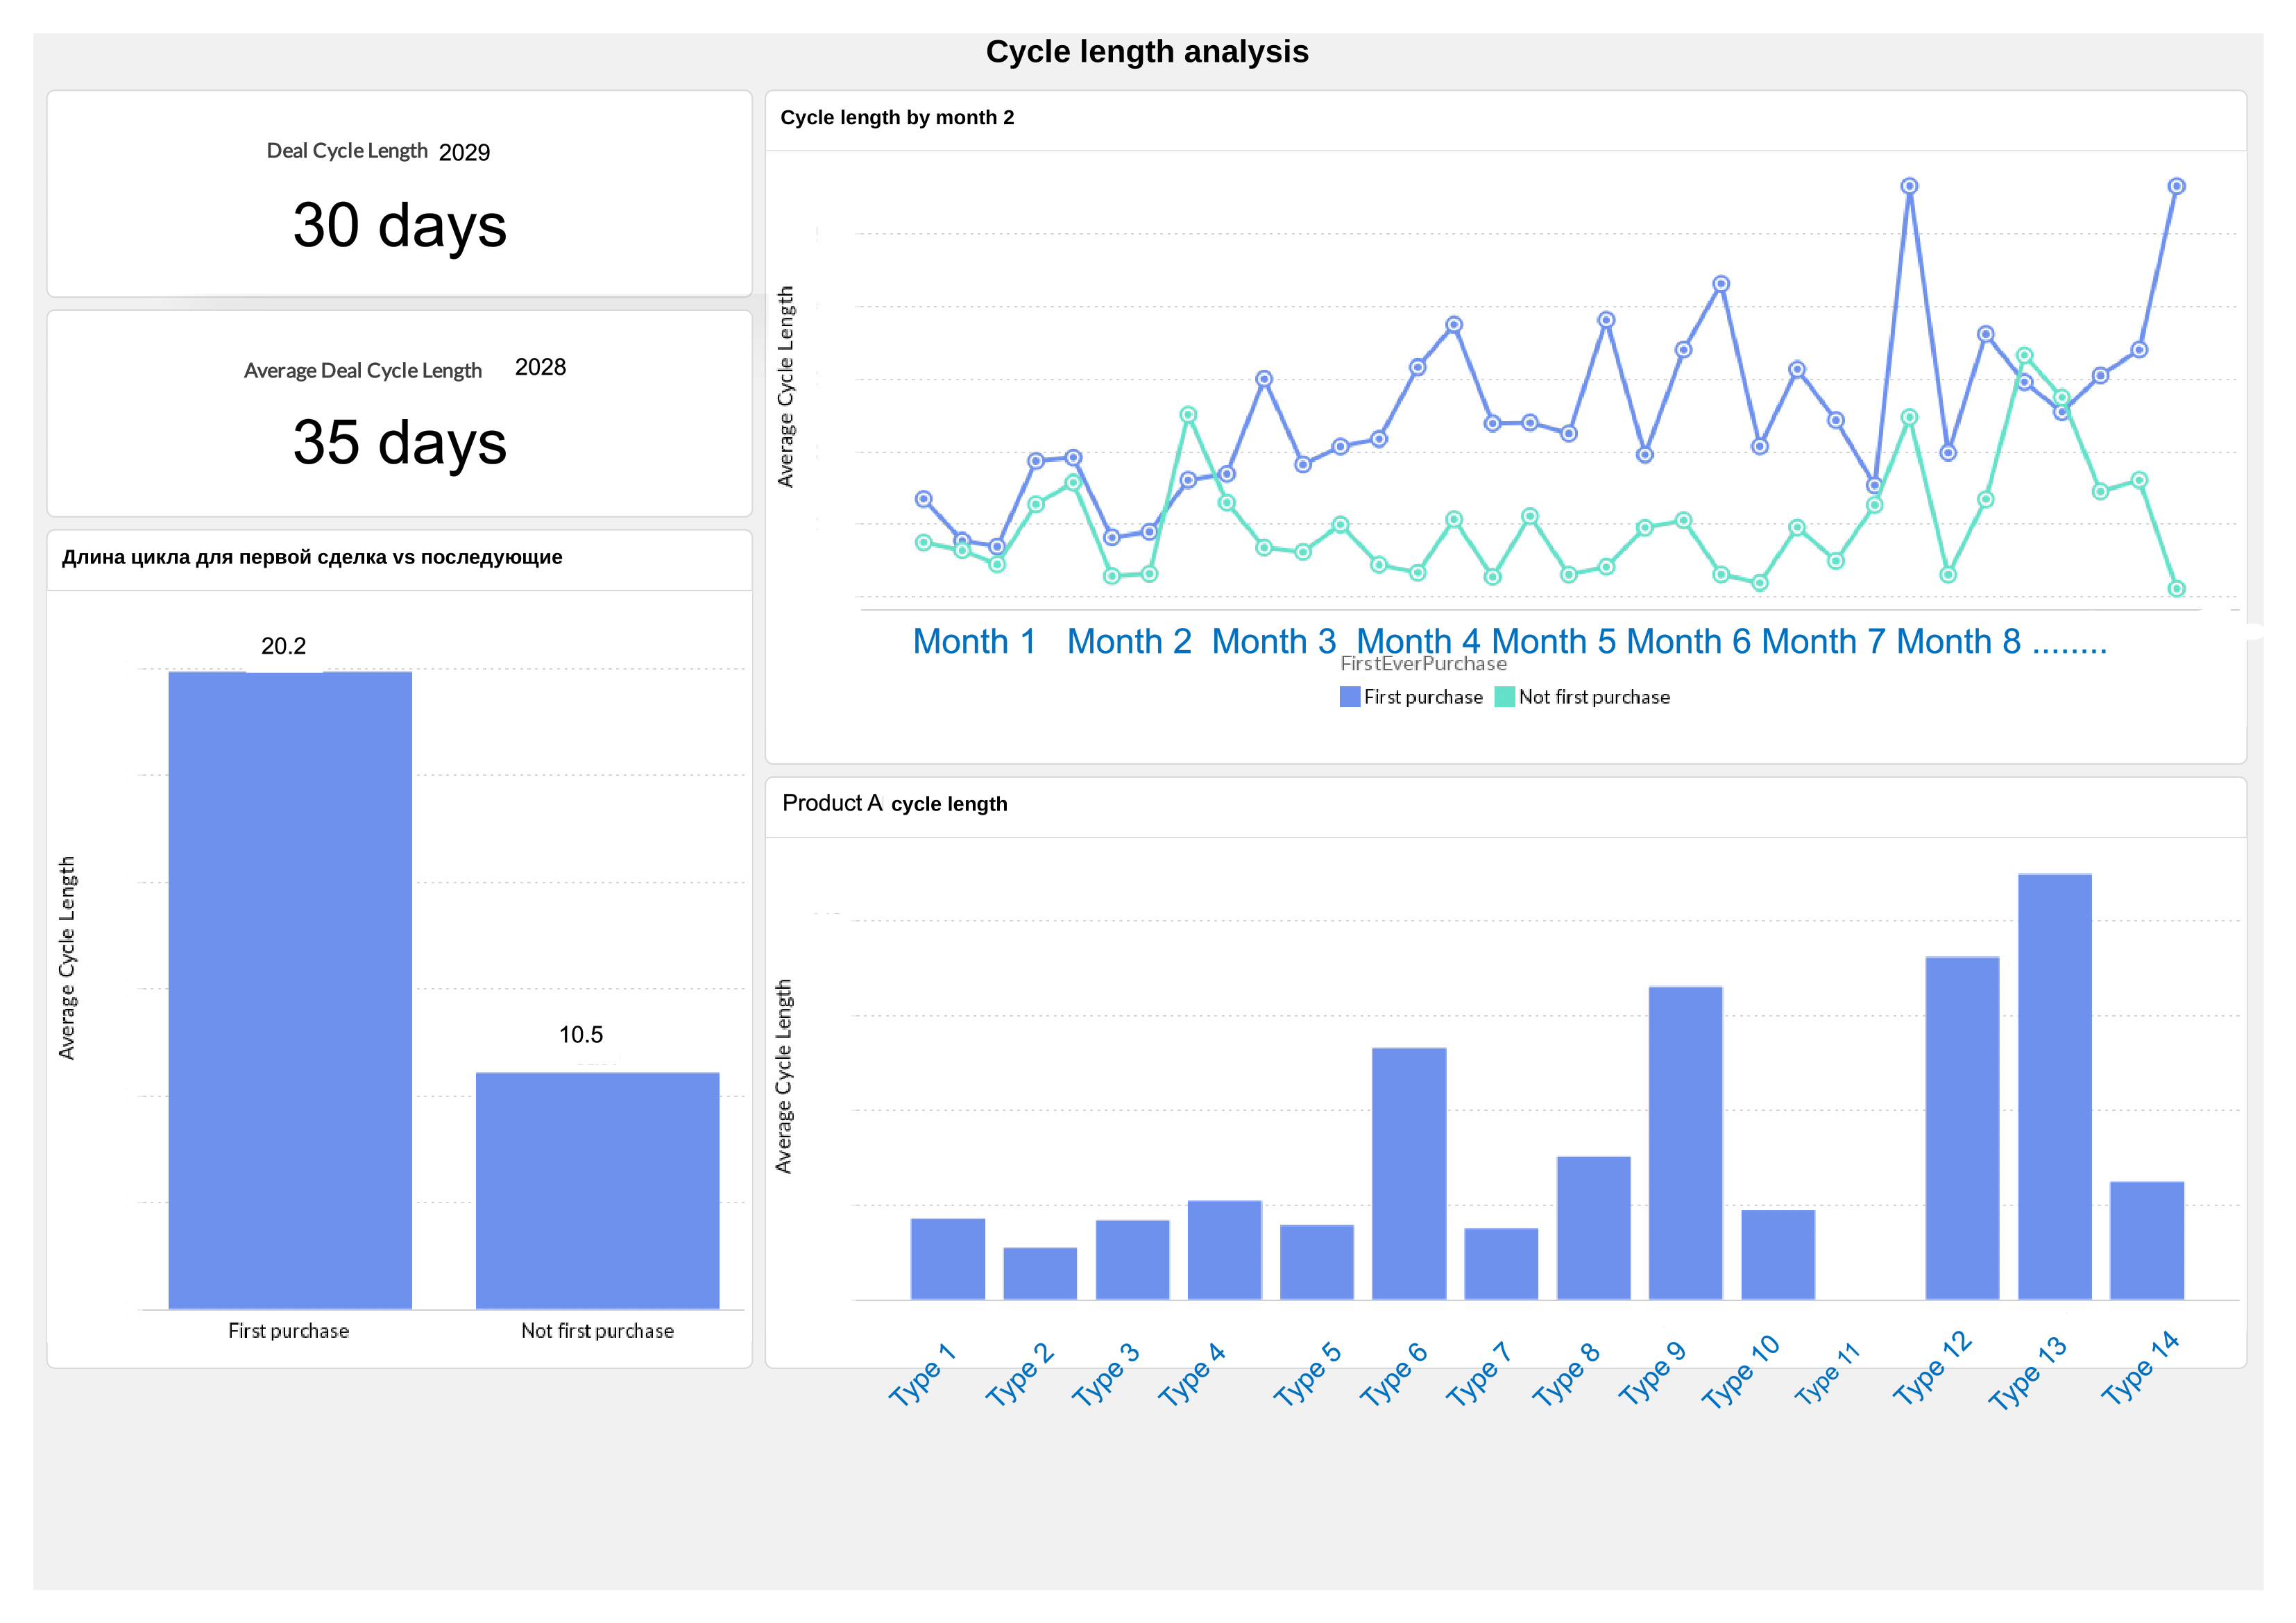 Cycle length analysis
Deal Cycle Length 2029
30 days
Average Deal Cycle Length 2028
35 days
Длина цикла для первой сделка vs последующие
20.2
10.5
Average Cycle Length
First purchase Not first purchase
Cycle length by month 2
Average Cycle Length
Month 1 Month 2 Month 3 Month 4 Month 5 Month 6 Month 7 Month 8 ........
FirstEverPurchase
First purchase Not first purchase
Product A cycle length
Average Cycle Length
Type 1 Type 2 Type 3 Type 4 Type 5 Type 6 Type 7 Type 8 Type 9 Type 10 Type 11 Type 12 Type 13 Type 14